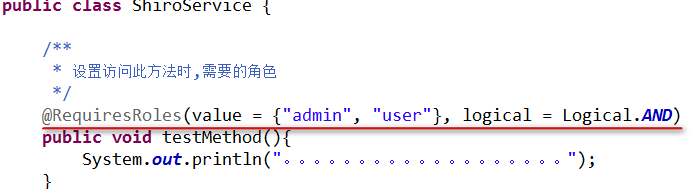 public class ShiroService {
/**
* 设置访问此方法时,需要的角色
*/
@RequiresRoles(value = {"admin", "user"}, logical = Logical.AND)
public void testMethod(){
System.out.println("。。。。。。。。。。。。。。。。。。。");
}